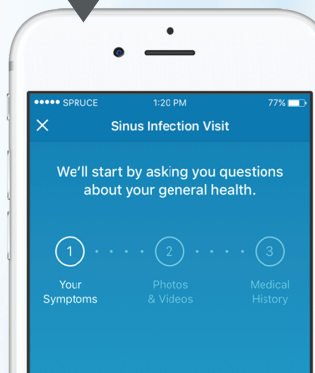 SPRUCE 1:20 PM 77%
Sinus Infection Visit
We'll start by asking you questions
about your general health.
1 2 3
Your Photos Medical
Symptoms & Videos History